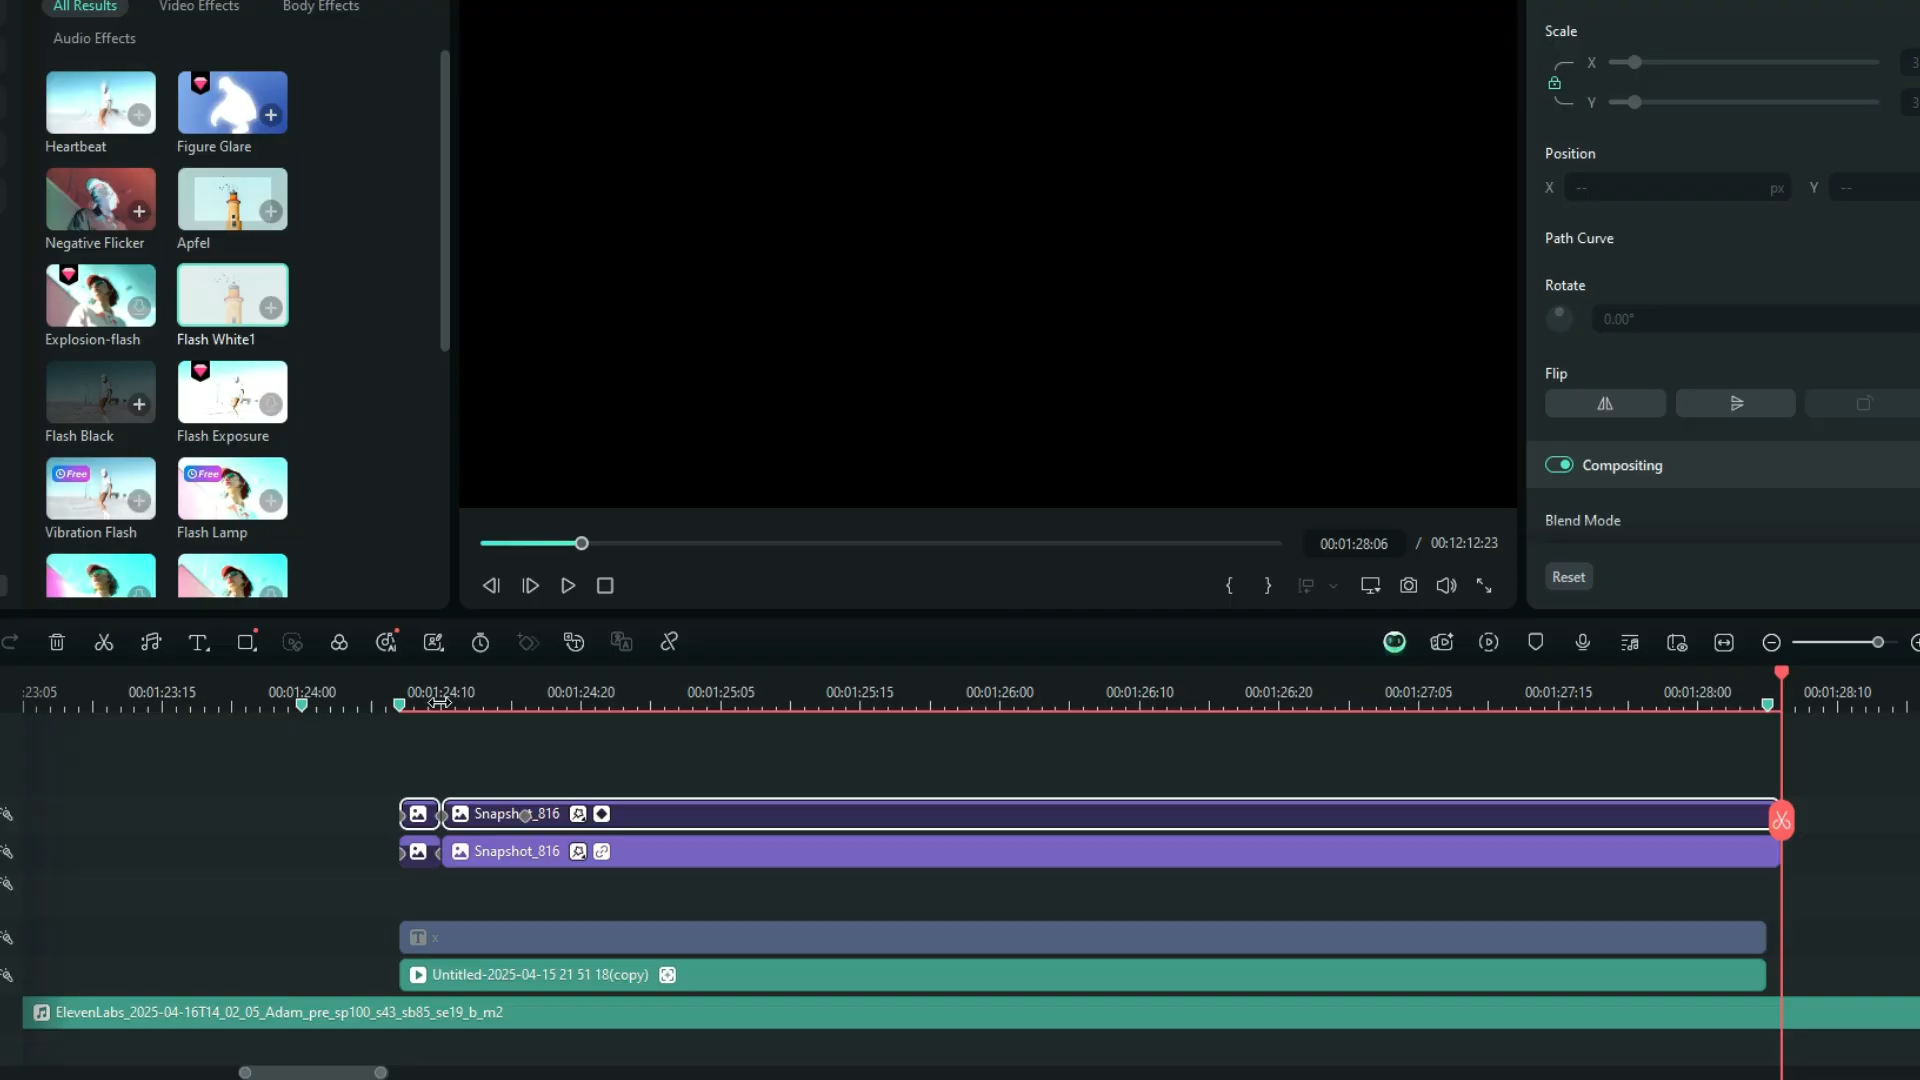 All Results
Video Effects
Body Effects
Audio Effects
Heartbeat
Figure Glare
Negative Flicker
Apfel
Explosion-flash
Flash White1
Flash Black
Flash Exposure
Free
Free
Vibration Flash
Flash Lamp
00:01:28:06 / 00:12:12:23
Scale
X
3
Y
3
Position
X -- px Y --
Path Curve
Rotate
0.00°
Flip
Compositing
Blend Mode
Reset
:23:05 00:01:23:15 00:01:24:00 00:01:24:10 00:01:24:20 00:01:25:05 00:01:25:15 00:01:26:00 00:01:26:10 00:01:26:20 00:01:27:05 00:01:27:15 00:01:28:00 00:01:28:10
Snapshot_816
Snapshot_816
T x
Untitled-2025-04-15 21 51 18(copy)
ElevenLabs_2025-04-16T14_02_05_Adam_pre_sp100_s43_sb85_se19_b_m2